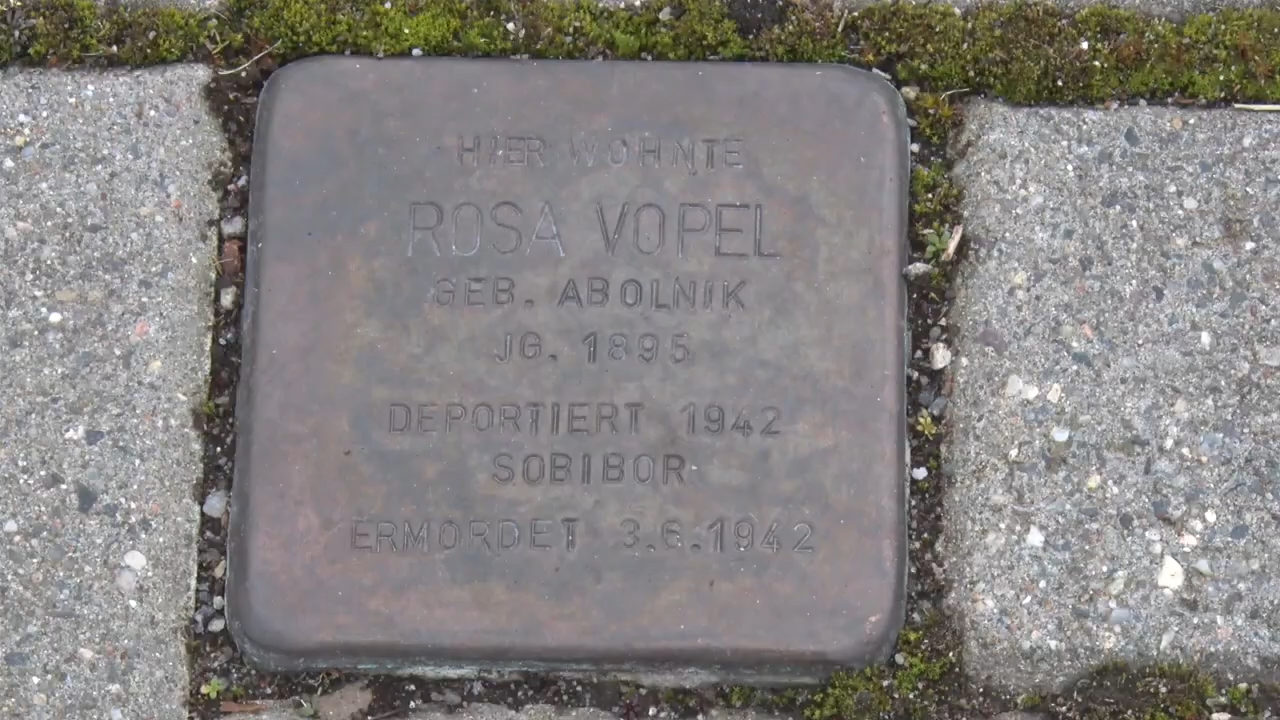 HIER WOHNTE
ROSA VOPEL
GEB. ABOLNIK
JG. 1895
DEPORTIERT 1942
SOBIBOR
ERMORDET 3.6.1942